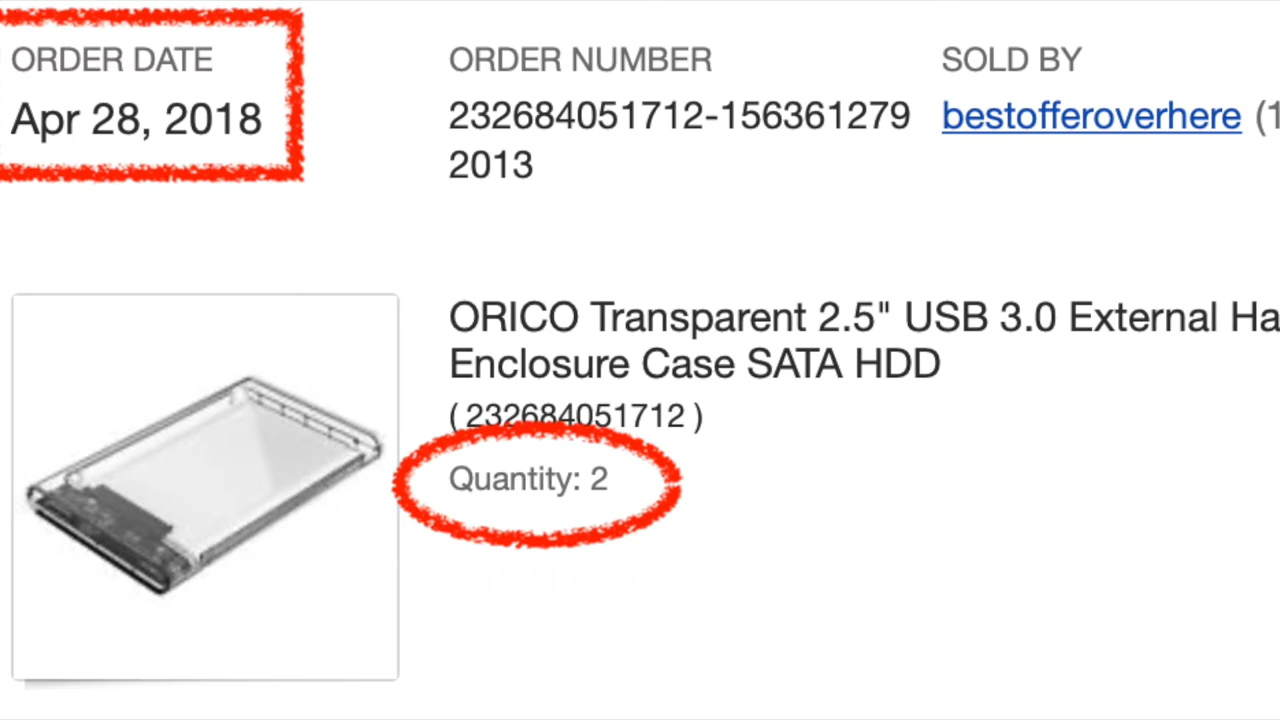 ORDER DATE
Apr 28, 2018
ORDER NUMBER
232684051712-156361279
2013
SOLD BY
bestofferoverhere (1
ORICO Transparent 2.5" USB 3.0 External Ha
Enclosure Case SATA HDD
( 232684051712 )
Quantity: 2